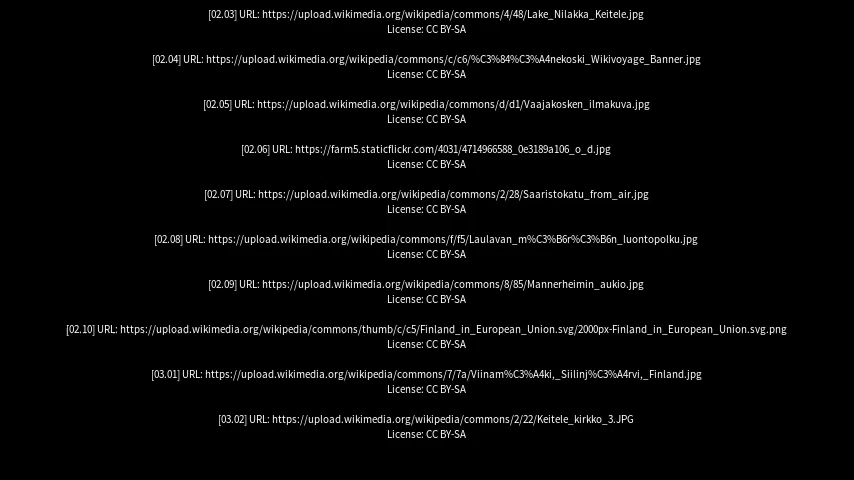 [02.03] URL: https://upload.wikimedia.org/wikipedia/commons/4/48/Lake_Nilakka_Keitele.jpg
License: CC BY-SA
[02.04] URL: https://upload.wikimedia.org/wikipedia/commons/c/c6/%C3%84%C3%A4nekoski_Wikivoyage_Banner.jpg
License: CC BY-SA
[02.05] URL: https://upload.wikimedia.org/wikipedia/commons/d/d1/Vaajakosken_ilmakuva.jpg
License: CC BY-SA
[02.06] URL: https://farm5.staticflickr.com/4031/4714966588_0e3189a106_o_d.jpg
License: CC BY-SA
[02.07] URL: https://upload.wikimedia.org/wikipedia/commons/2/28/Saaristokatu_from_air.jpg
License: CC BY-SA
[02.08] URL: https://upload.wikimedia.org/wikipedia/commons/f/f5/Laulavan_m%C3%B6r%C3%B6n_luontopolku.jpg
License: CC BY-SA
[02.09] URL: https://upload.wikimedia.org/wikipedia/commons/8/85/Mannerheimin_aukio.jpg
License: CC BY-SA
[02.10] URL: https://upload.wikimedia.org/wikipedia/commons/thumb/c/c5/Finland_in_European_Union.svg/2000px-Finland_in_European_Union.svg.png
License: CC BY-SA
[03.01] URL: https://upload.wikimedia.org/wikipedia/commons/7/7a/Viinam%C3%A4ki,_Siilinj%C3%A4rvi,_Finland.jpg
License: CC BY-SA
[03.02] URL: https://upload.wikimedia.org/wikipedia/commons/2/22/Keitele_kirkko_3.JPG
License: CC BY-SA